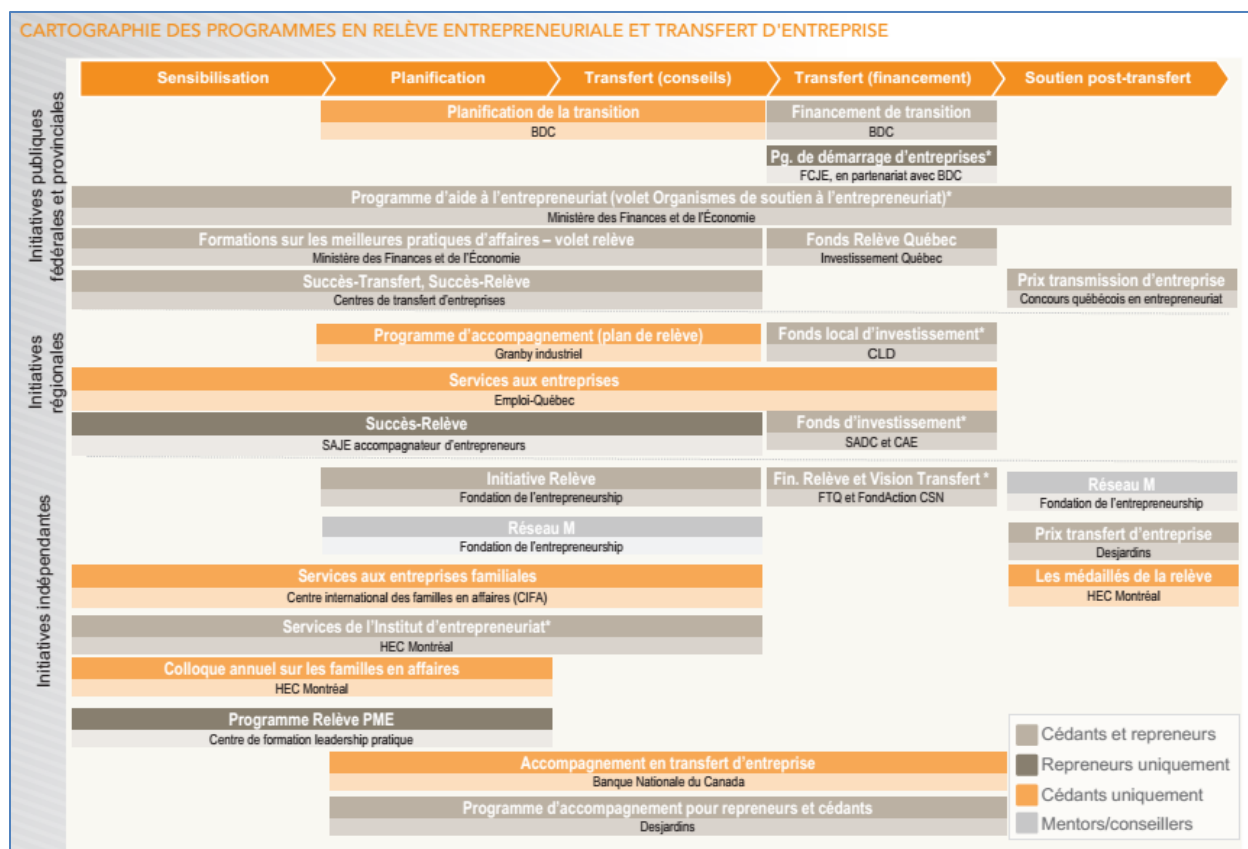 CARTOGRAPHIE DES PROGRAMMES EN RELÈVE ENTREPRENEURIALE ET TRANSFERT D'ENTREPRISE
Sensibilisation
Planification
Transfert (conseils)
Transfert (financement)
Soutien post-transfert
Initiatives publiques
fédérales et provinciales
Planification de la transition
BDC
Financement de transition
BDC
Pg. de démarrage d'entreprises*
FCJE, en partenariat avec BDC
Programme d'aide à l'entrepreneuriat (volet Organismes de soutien à l'entrepreneuriat)*
Ministère des Finances et de l'Économie
Formations sur les meilleures pratiques d'affaires – volet relève
Ministère des Finances et de l'Économie
Fonds Relève Québec
Investissement Québec
Succès-Transfert, Succès-Relève
Centres de transfert d'entreprises
Prix transmission d'entreprise
Concours québécois en entrepreneuriat
Initiatives
régionales
Programme d'accompagnement (plan de relève)
Granby industriel
Fonds local d'investissement*
CLD
Services aux entreprises
Emploi-Québec
Succès-Relève
SAJE accompagnateur d'entrepreneurs
Fonds d'investissement*
SADC et CAE
Initiatives indépendantes
Initiative Relève
Fondation de l'entrepreneurship
Fin. Relève et Vision Transfert *
FTQ et FondAction CSN
Réseau M
Fondation de l'entrepreneurship
Réseau M
Fondation de l'entrepreneurship
Prix transfert d'entreprise
Desjardins
Services aux entreprises familiales
Centre international des familles en affaires (CIFA)
Les médaillés de la relève
HEC Montréal
Services de l'Institut d'entrepreneuriat*
HEC Montréal
Colloque annuel sur les familles en affaires
HEC Montréal
Programme Relève PME
Centre de formation leadership pratique
Accompagnement en transfert d'entreprise
Banque Nationale du Canada
Programme d'accompagnement pour repreneurs et cédants
Desjardins
Cédants et repreneurs
Repreneurs uniquement
Cédants uniquement
Mentors/conseillers